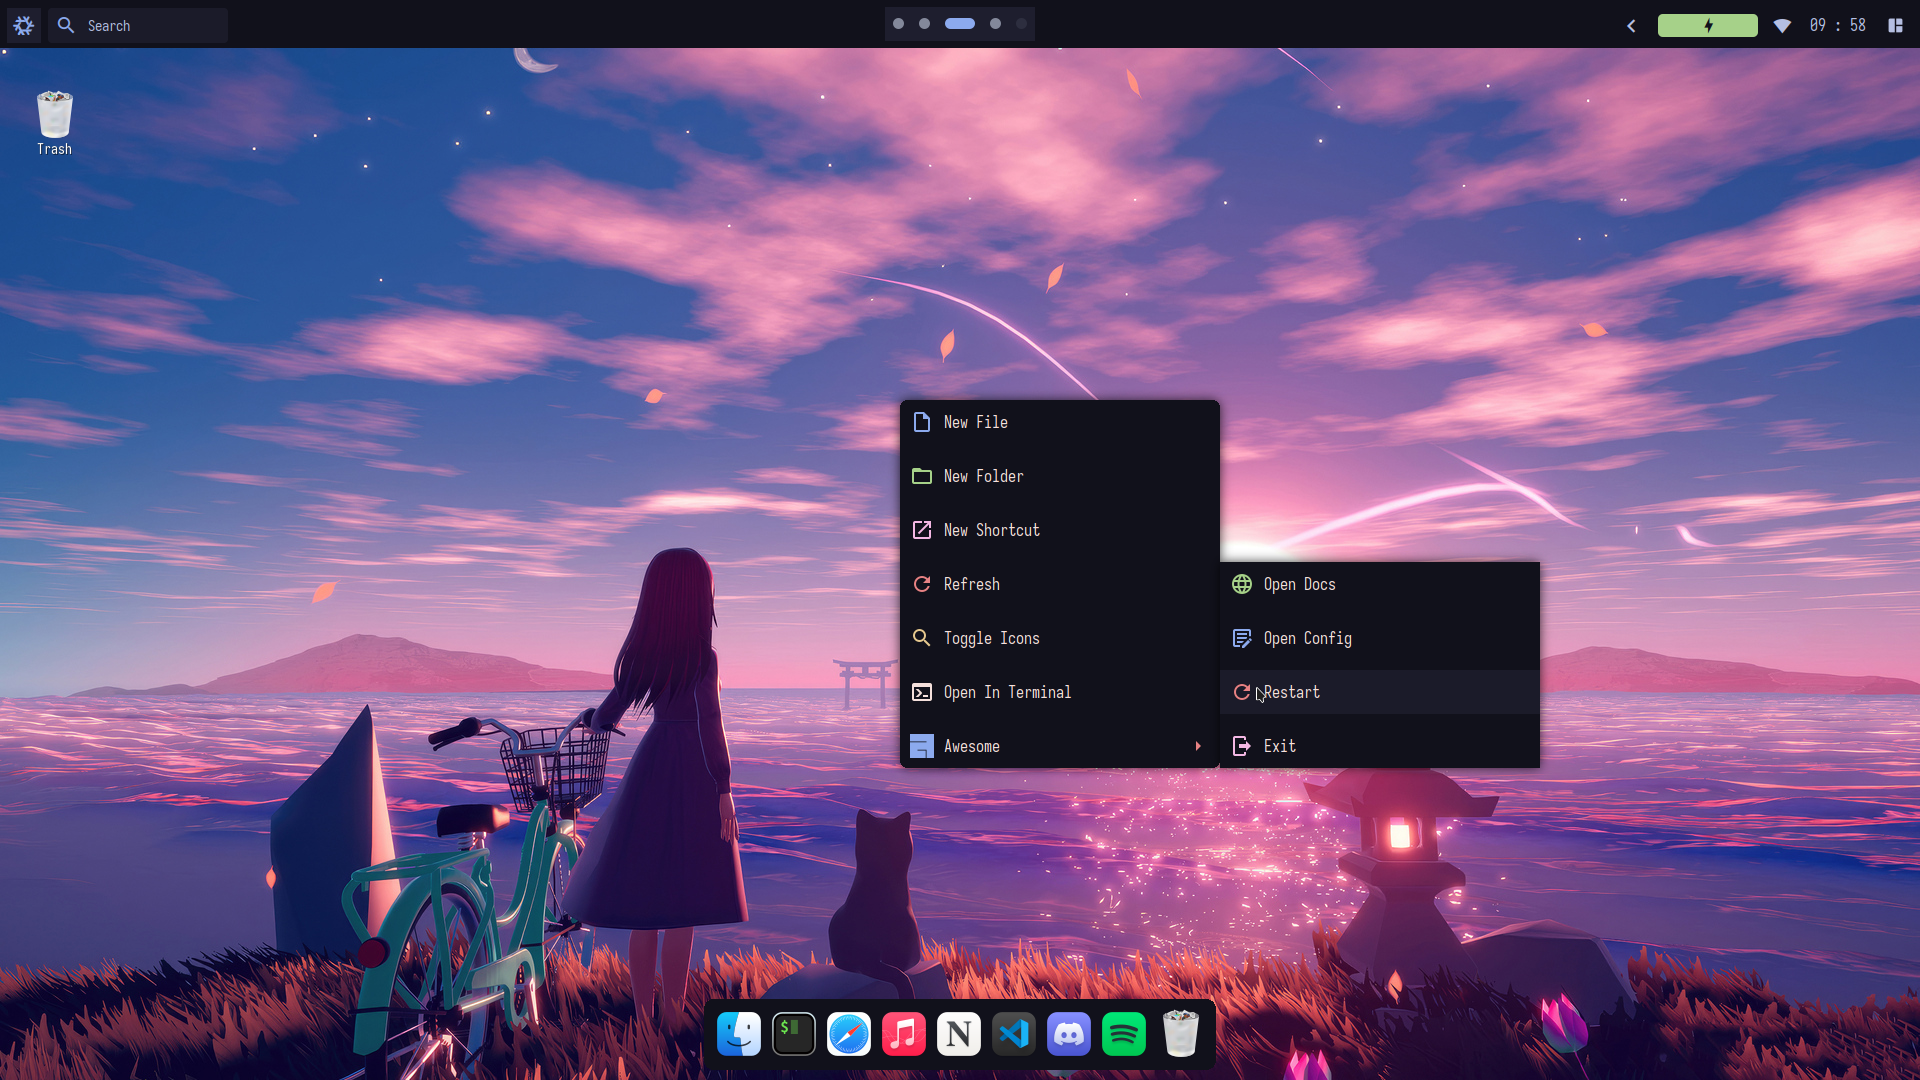 Search
09 : 58
Trash
New File
New Folder
New Shortcut
Refresh
Toggle Icons
Open In Terminal
Awesome
Open Docs
Open Config
Restart
Exit
$
N